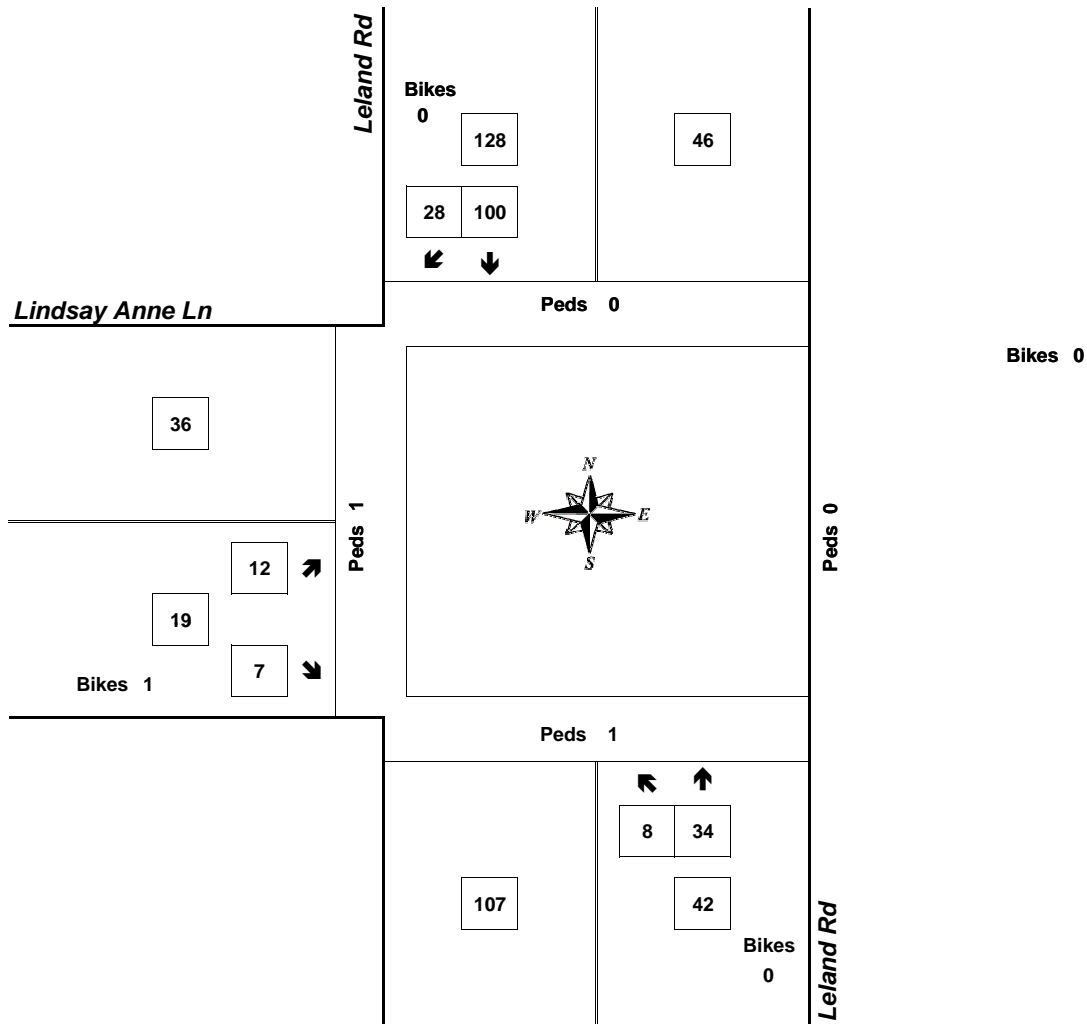 Leland Rd
Bikes
0
128
46
28 100
Lindsay Anne Ln
Peds 0
Bikes 0
36
N
W E
S
Peds 1
Peds 0
12
19
7
Bikes 1
Peds 1
8 34
107
42
Bikes
0
Leland Rd